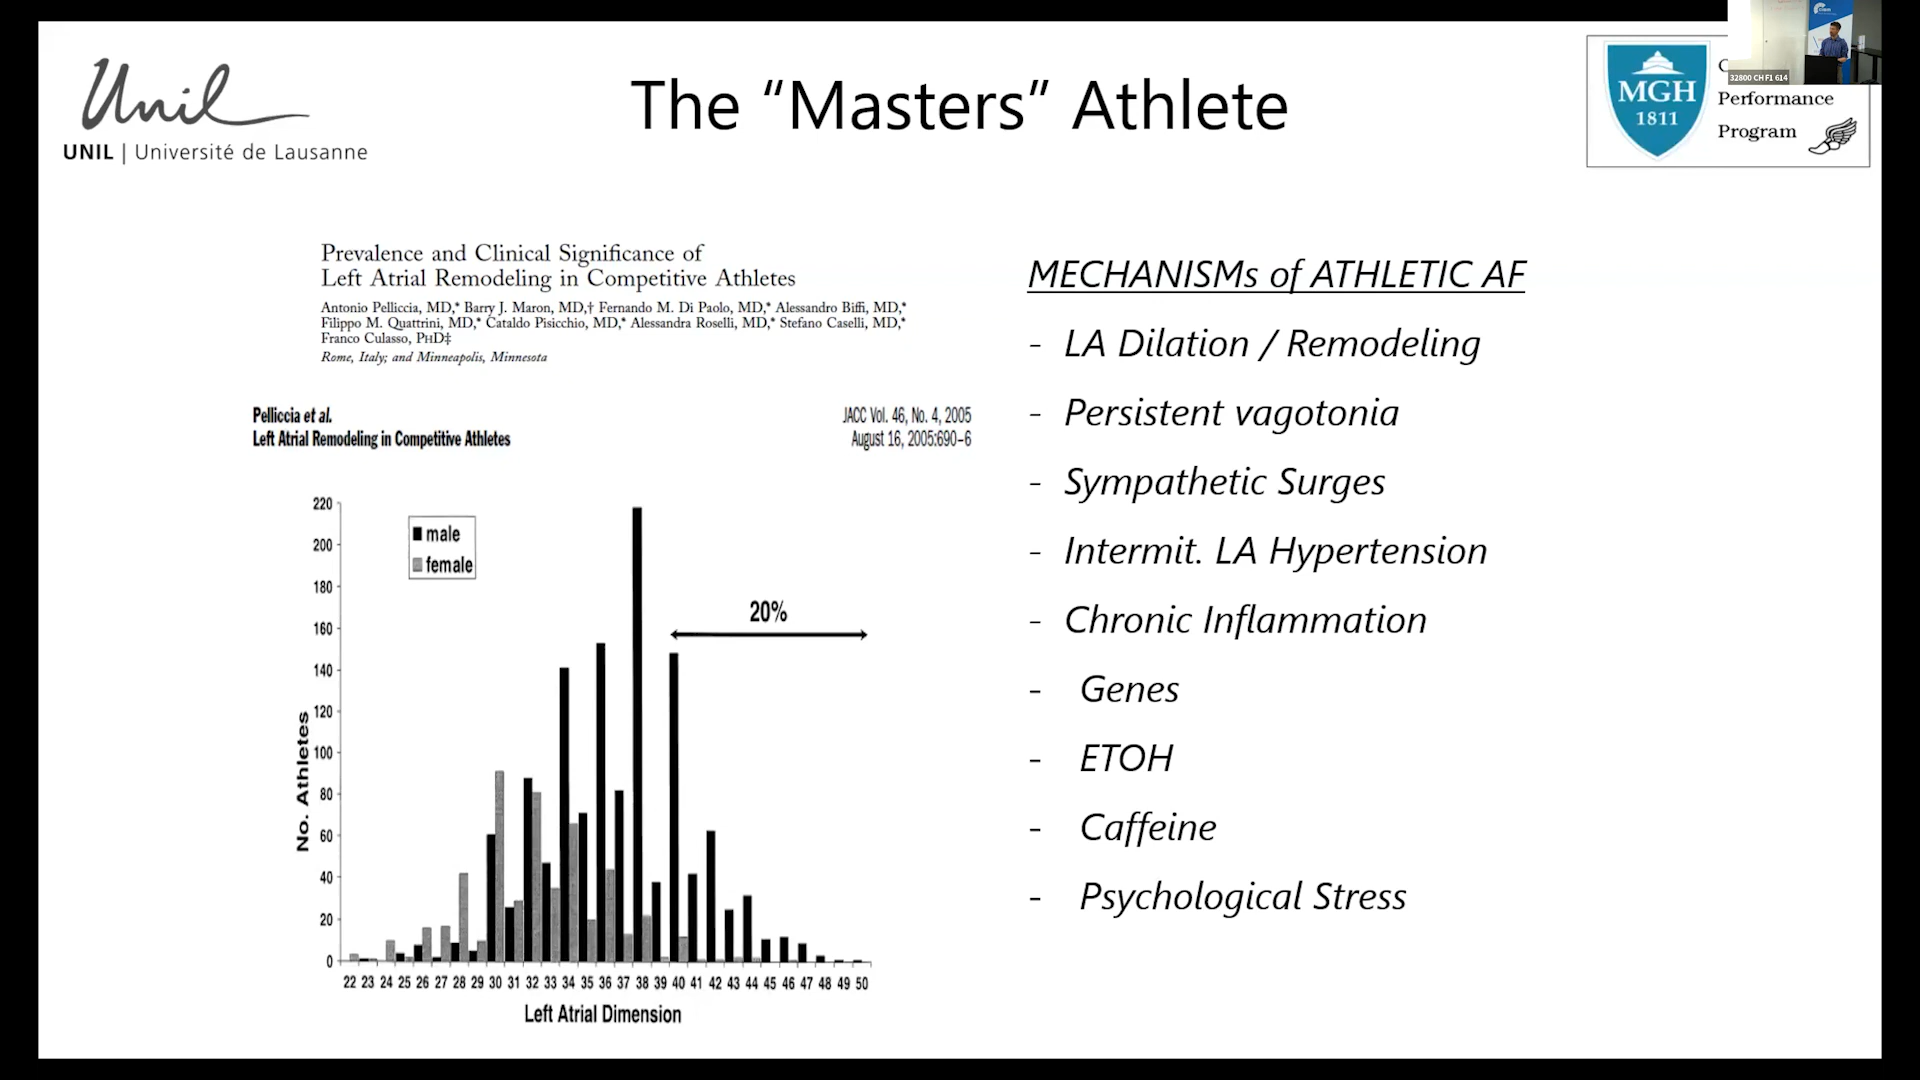 Unil
UNIL | Université de Lausanne
The “Masters” Athlete
MGH
1811
Performance
Program
32800 CH F1 614
Prevalence and Clinical Significance of
Left Atrial Remodeling in Competitive Athletes
Antonio Pelliccia, MD,* Barry J. Maron, MD,† Fernando M. Di Paolo, MD,* Alessandro Biffi, MD,*
Filippo M. Quattrini, MD,* Cataldo Pisicchio, MD,* Alessandra Roselli, MD,* Stefano Caselli, MD,*
Franco Culasso, PHD‡
Rome, Italy; and Minneapolis, Minnesota
Pelliccia et al.
Left Atrial Remodeling in Competitive Athletes
JACC Vol. 46, No. 4, 2005
August 16, 2005:690–6
male
female
20%
220
200
180
160
140
120
100
80
60
40
20
0
No. Athletes
22 23 24 25 26 27 28 29 30 31 32 33 34 35 36 37 38 39 40 41 42 43 44 45 46 47 48 49 50
Left Atrial Dimension
MECHANISMs of ATHLETIC AF
- LA Dilation / Remodeling
- Persistent vagotonia
- Sympathetic Surges
- Intermit. LA Hypertension
- Chronic Inflammation
- Genes
- ETOH
- Caffeine
- Psychological Stress